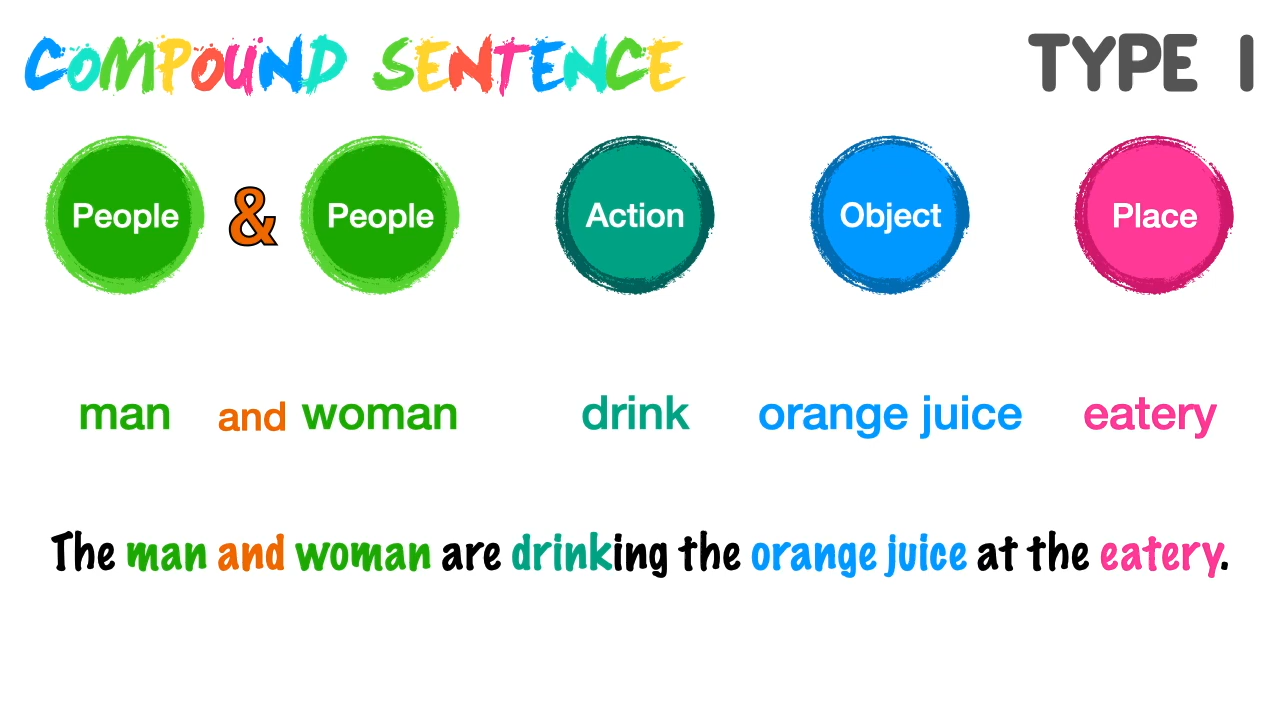 COMPOUND SENTENCE TYPE 1
People & People Action Object Place
man and woman drink orange juice eatery
The man and woman are drinking the orange juice at the eatery.